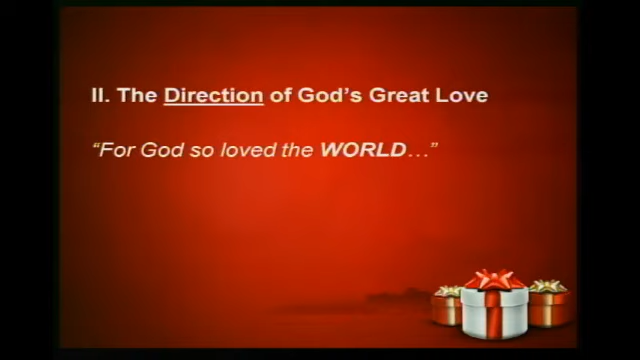 II. The Direction of God's Great Love
“For God so loved the WORLD…”